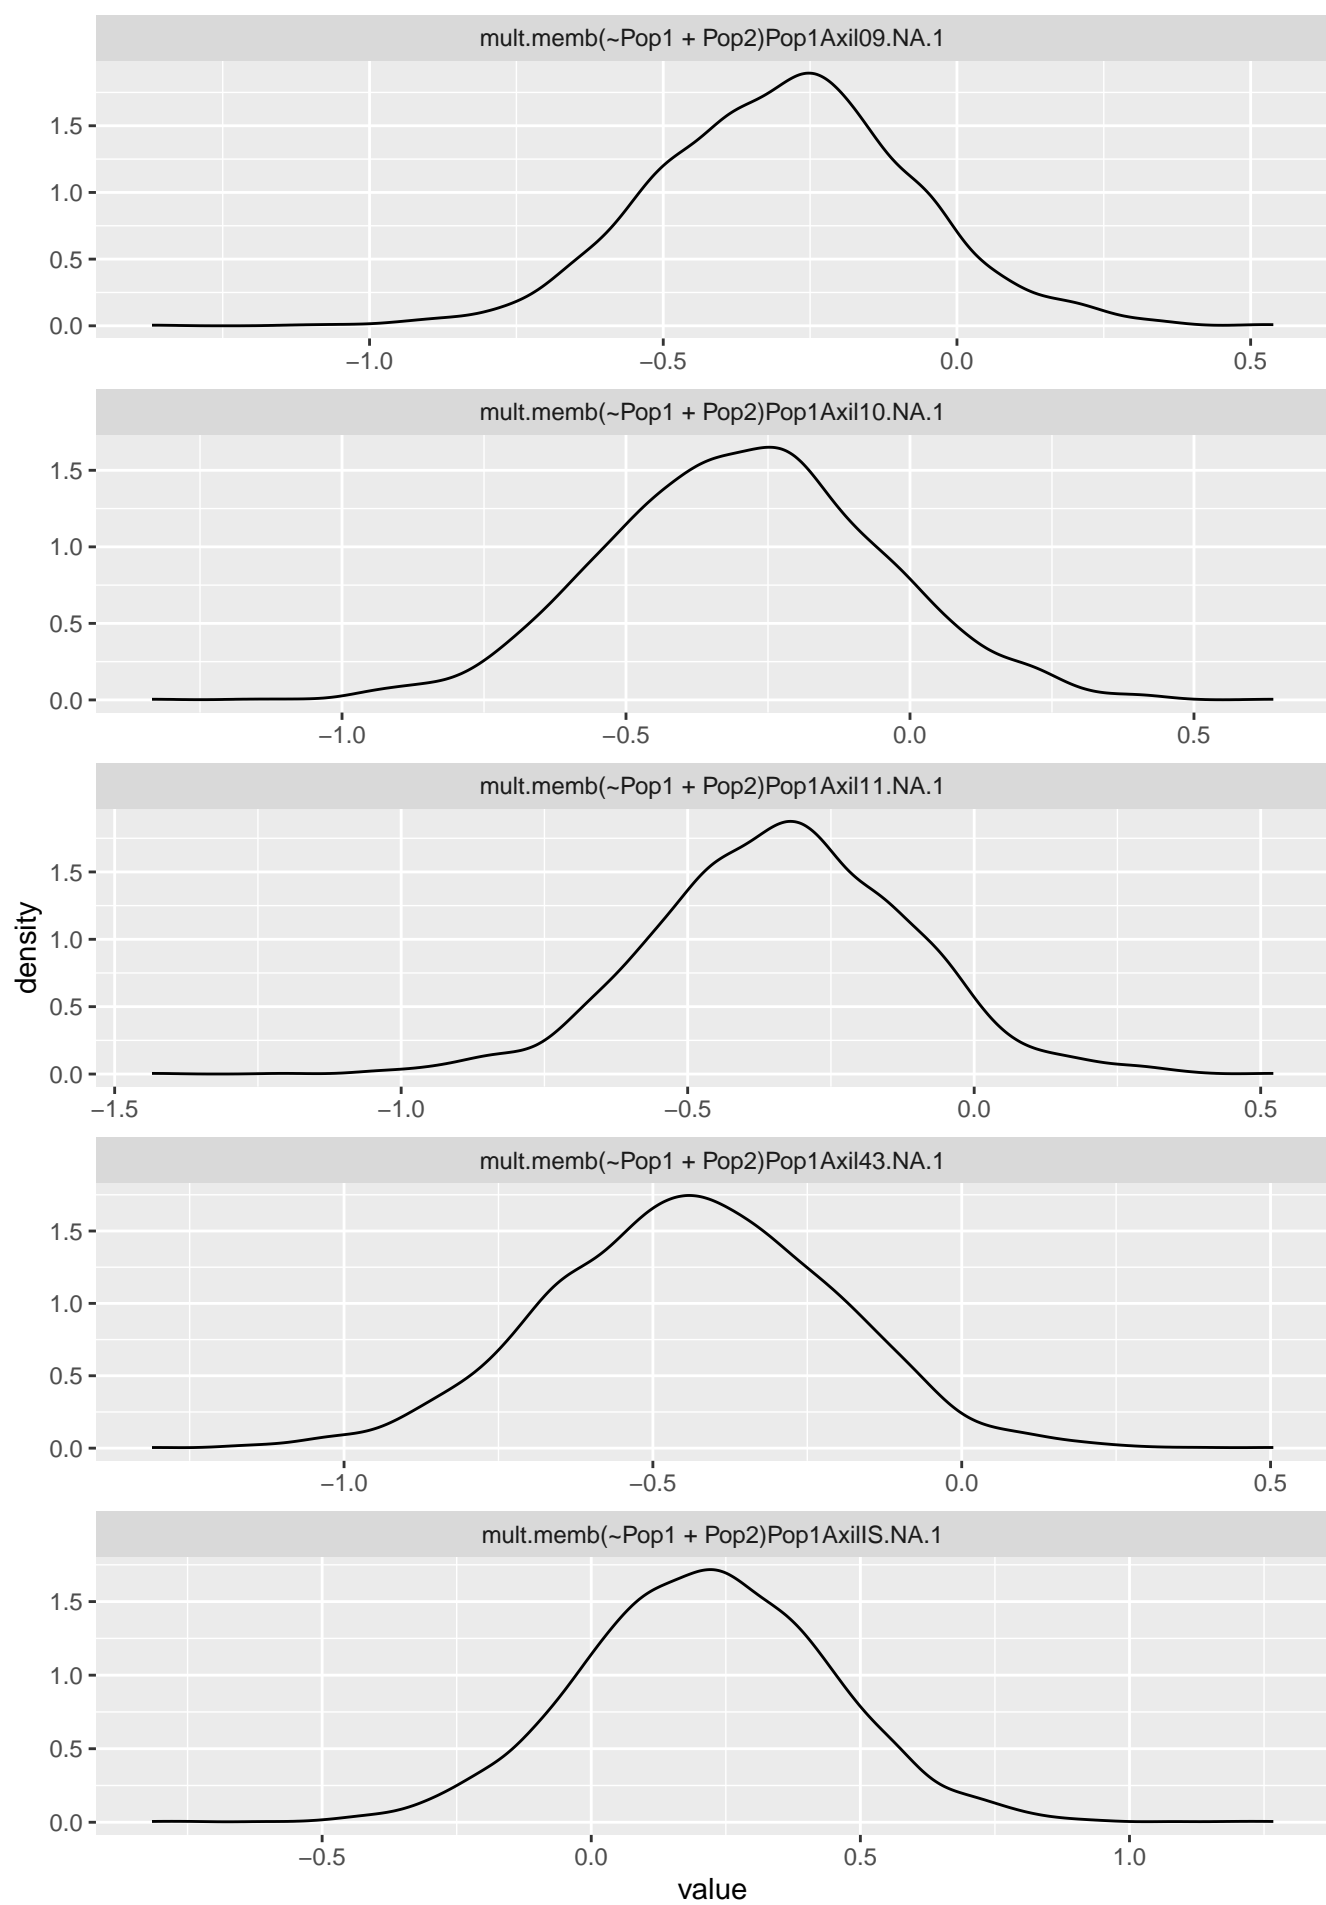 mult.memb(~Pop1 + Pop2)Pop1Axil09.NA.1
1.5
1.0
0.5
0.0
−1.0 −0.5 0.0 0.5
mult.memb(~Pop1 + Pop2)Pop1Axil10.NA.1
1.5
1.0
0.5
0.0
−1.0 −0.5 0.0 0.5
mult.memb(~Pop1 + Pop2)Pop1Axil11.NA.1
1.5
1.0
0.5
0.0
−1.5 −1.0 −0.5 0.0 0.5
density
mult.memb(~Pop1 + Pop2)Pop1Axil43.NA.1
1.5
1.0
0.5
0.0
−1.0 −0.5 0.0 0.5
mult.memb(~Pop1 + Pop2)Pop1AxilIS.NA.1
1.5
1.0
0.5
0.0
−0.5 0.0 0.5 1.0
value